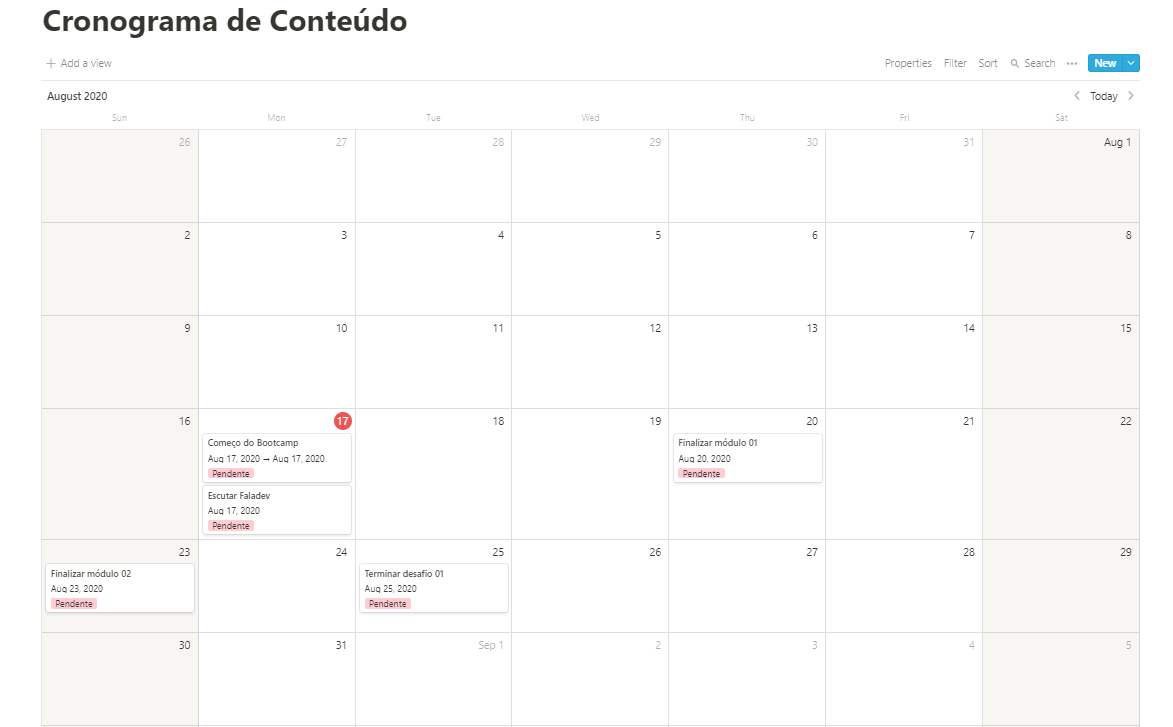 Cronograma de Conteúdo
+ Add a view
Properties Filter Sort Search ••• New
August 2020
< Today >
Sun Mon Tue Wed Thu Fri Sat
26 27 28 29 30 31 Aug 1
2 3 4 5 6 7 8
9 10 11 12 13 14 15
16 17 18 19 20 21 22
Começo do Bootcamp
Aug 17, 2020 → Aug 17, 2020
Pendente
Escutar Faladev
Aug 17, 2020
Pendente
Finalizar módulo 01
Aug 20, 2020
Pendente
23 24 25 26 27 28 29
Finalizar módulo 02
Aug 23, 2020
Pendente
Terminar desafio 01
Aug 25, 2020
Pendente
30 31 Sep 1 2 3 4 5